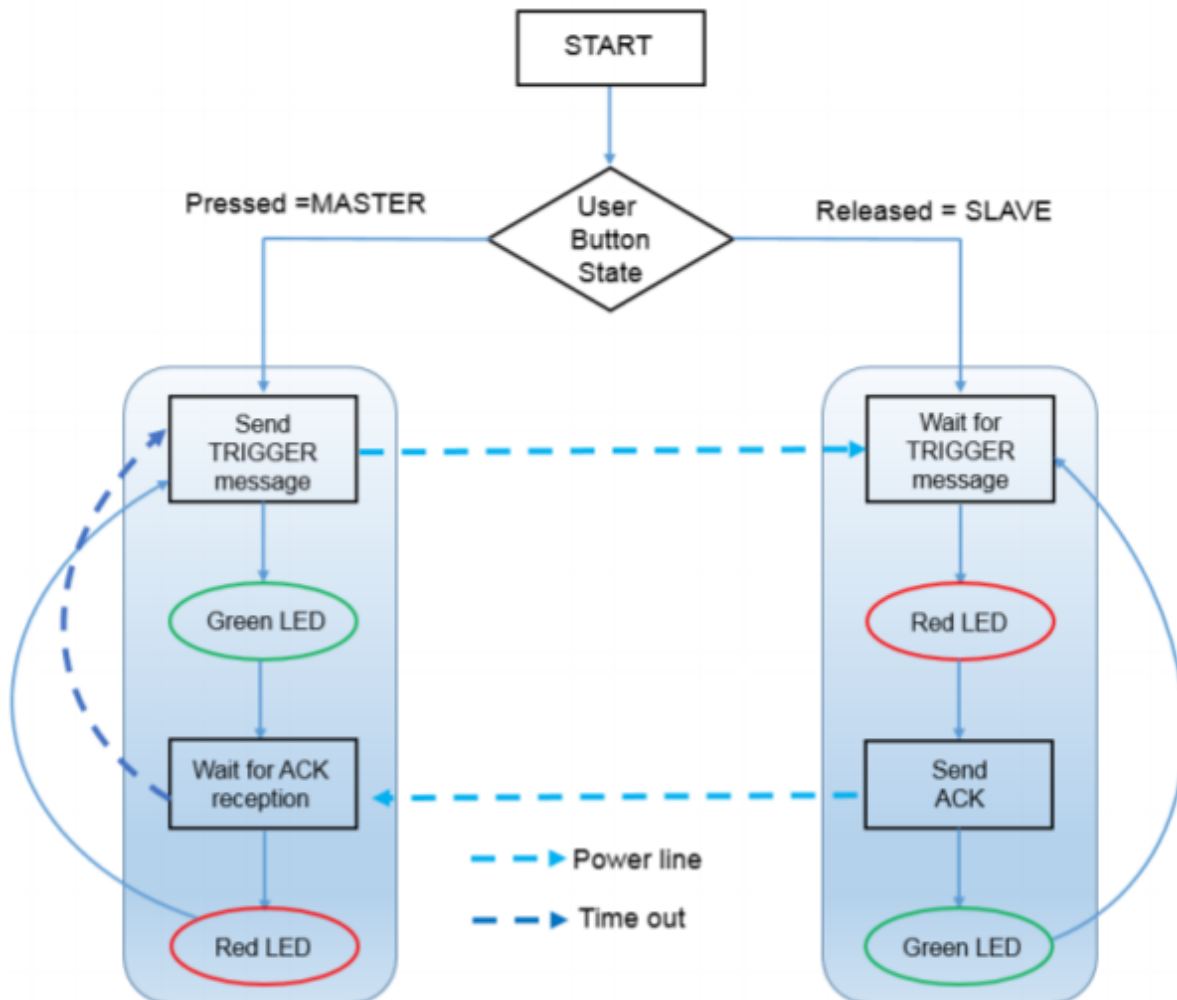 START
Pressed =MASTER
User
Button
State
Released = SLAVE
Send
TRIGGER
message
Wait for
TRIGGER
message
Green LED
Red LED
Wait for ACK
reception
Send
ACK
Power line
Time out
Red LED
Green LED